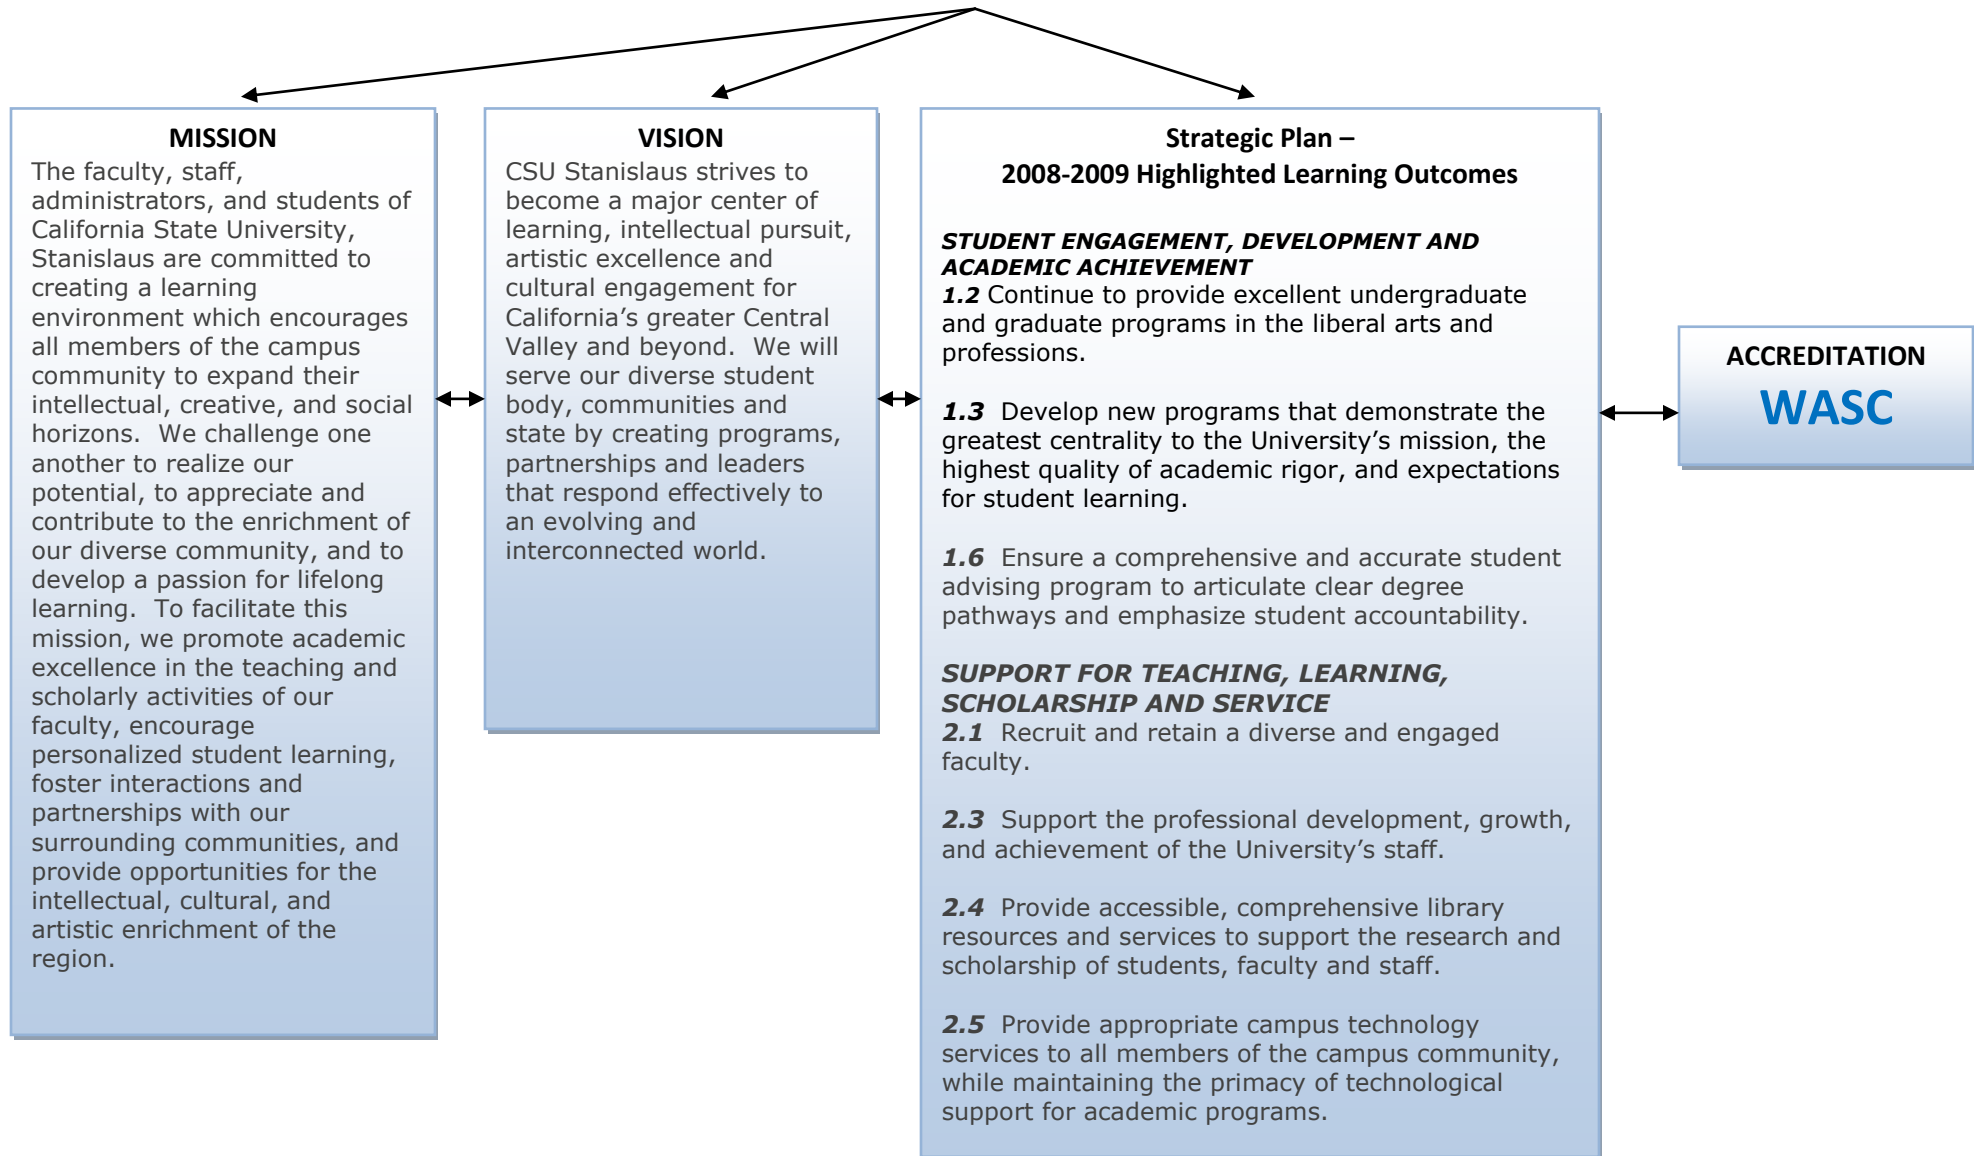 MISSION
The faculty, staff,
administrators, and students of
California State University,
Stanislaus are committed to
creating a learning
environment which encourages
all members of the campus
community to expand their
intellectual, creative, and social
horizons.  We challenge one
another to realize our
potential, to appreciate and
contribute to the enrichment of
our diverse community, and to
develop a passion for lifelong
learning.  To facilitate this
mission, we promote academic
excellence in the teaching and
scholarly activities of our
faculty, encourage
personalized student learning,
foster interactions and
partnerships with our
surrounding communities, and
provide opportunities for the
intellectual, cultural, and
artistic enrichment of the
region.
VISION
CSU Stanislaus strives to
become a major center of
learning, intellectual pursuit,
artistic excellence and
cultural engagement for
California’s greater Central
Valley and beyond.  We will
serve our diverse student
body, communities and
state by creating programs,
partnerships and leaders
that respond effectively to
an evolving and
interconnected world.
Strategic Plan –
2008-2009 Highlighted Learning Outcomes
STUDENT ENGAGEMENT, DEVELOPMENT AND
ACADEMIC ACHIEVEMENT
1.2 Continue to provide excellent undergraduate
and graduate programs in the liberal arts and
professions.
1.3  Develop new programs that demonstrate the
greatest centrality to the University’s mission, the
highest quality of academic rigor, and expectations
for student learning.
1.6  Ensure a comprehensive and accurate student
advising program to articulate clear degree
pathways and emphasize student accountability.
SUPPORT FOR TEACHING, LEARNING,
SCHOLARSHIP AND SERVICE
2.1  Recruit and retain a diverse and engaged
faculty.
2.3  Support the professional development, growth,
and achievement of the University’s staff.
2.4  Provide accessible, comprehensive library
resources and services to support the research and
scholarship of students, faculty and staff.
2.5  Provide appropriate campus technology
services to all members of the campus community,
while maintaining the primacy of technological
support for academic programs.
ACCREDITATION
WASC